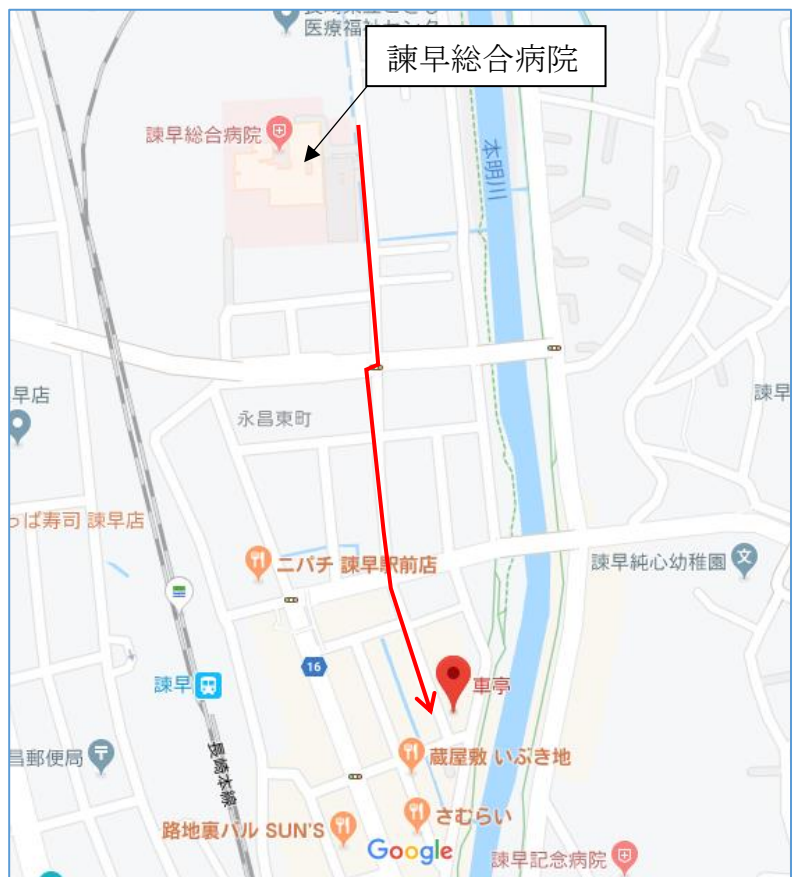 医療福祉センタ
諫早総合病院
諫早総合病院
本明川
早店
諫早
永昌東町
っぱ寿司 諫早店
ニパチ 諫早駅前店
諫早純心幼稚園
16
諫早
車亭
昌郵便局
長崎本線
蔵屋敷 いぶき地
さむらい
路地裏バル SUN'S
Google
諫早記念病院